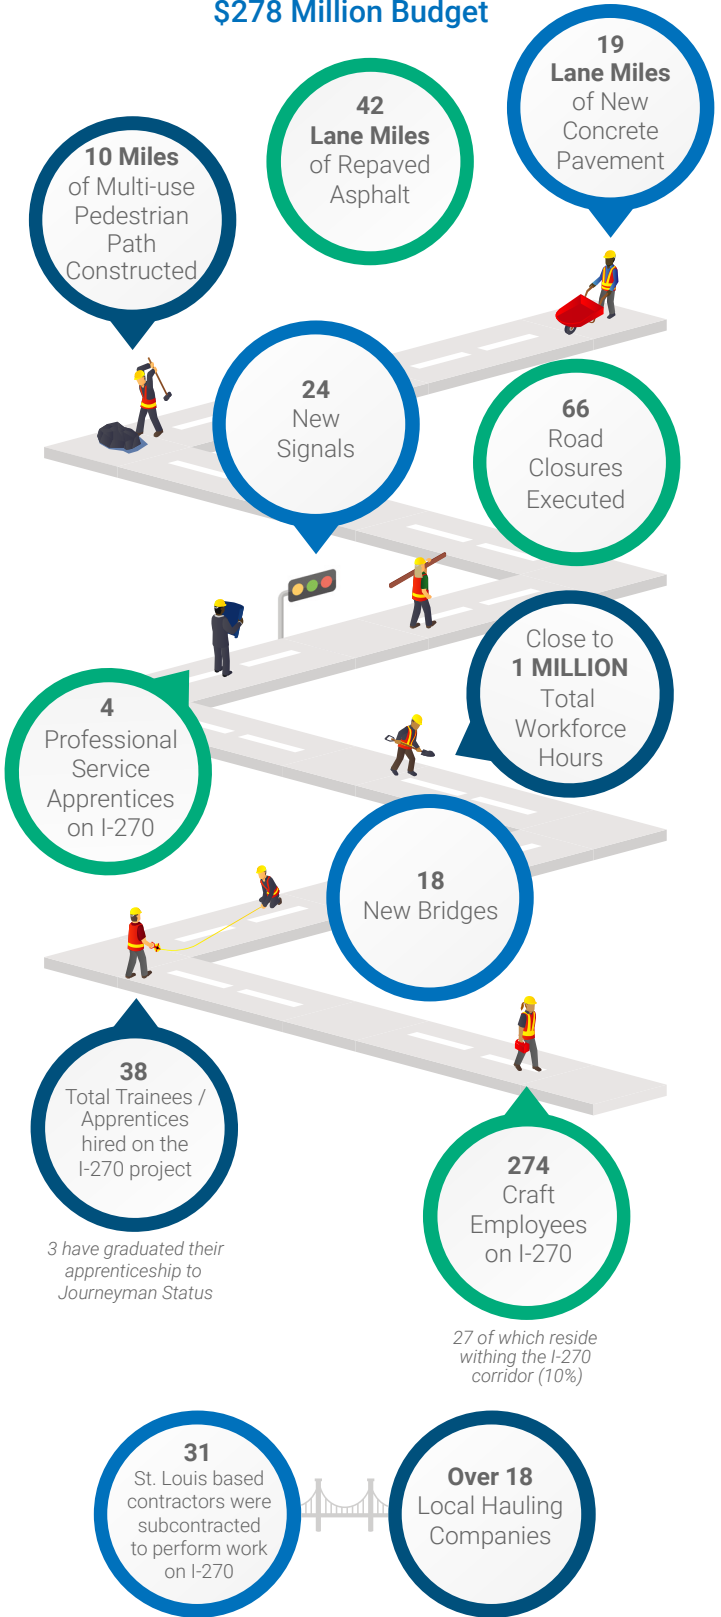 $278 Million Budget
19
Lane Miles
of New
Concrete
Pavement
42
Lane Miles
of Repaved
Asphalt
10 Miles
of Multi-use
Pedestrian
Path
Constructed
24
New
Signals
66
Road
Closures
Executed
Close to
1 MILLION
Total
Workforce
Hours
4
Professional
Service
Apprentices
on I-270
18
New Bridges
38
Total Trainees /
Apprentices
hired on the
I-270 project
3 have graduated their
apprenticeship to
Journeyman Status
274
Craft
Employees
on I-270
27 of which reside
withing the I-270
corridor (10%)
31
St. Louis based
contractors were
subcontracted
to perform work
on I-270
Over 18
Local Hauling
Companies